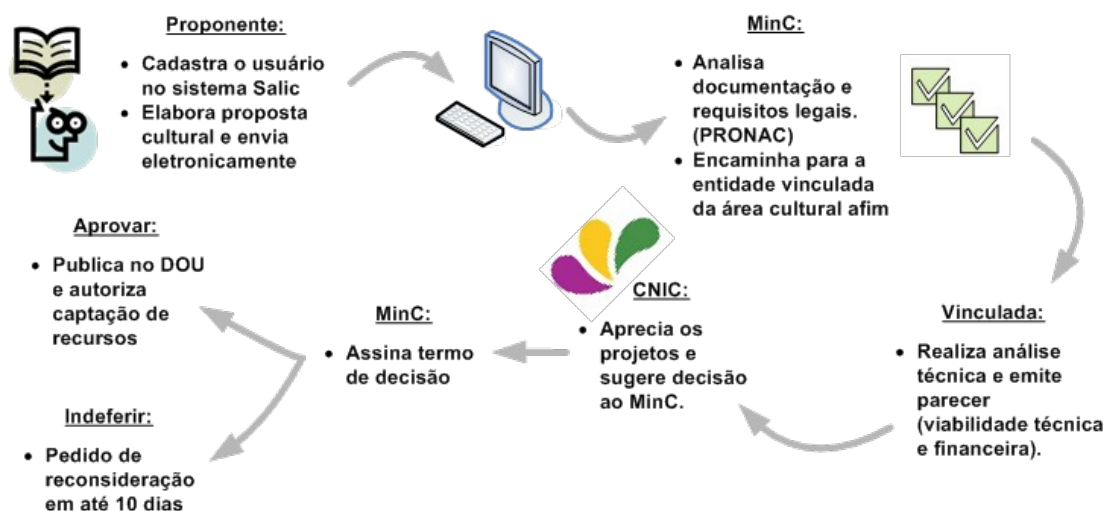 Proponente:
• Cadastra o usuário
no sistema Salic
• Elabora proposta
cultural e envia
eletronicamente
MinC:
• Analisa
documentação e
requisitos legais.
(PRONAC)
• Encaminha para a
entidade vinculada
da área cultural afim
Vinculada:
• Realiza análise
técnica e emite
parecer
(viabilidade técnica
e financeira).
CNIC:
• Aprecia os
projetos e
sugere decisão
ao MinC.
MinC:
• Assina termo
de decisão
Aprovar:
• Publica no DOU
e autoriza
captação de
recursos
Indeferir:
• Pedido de
reconsideração
em até 10 dias